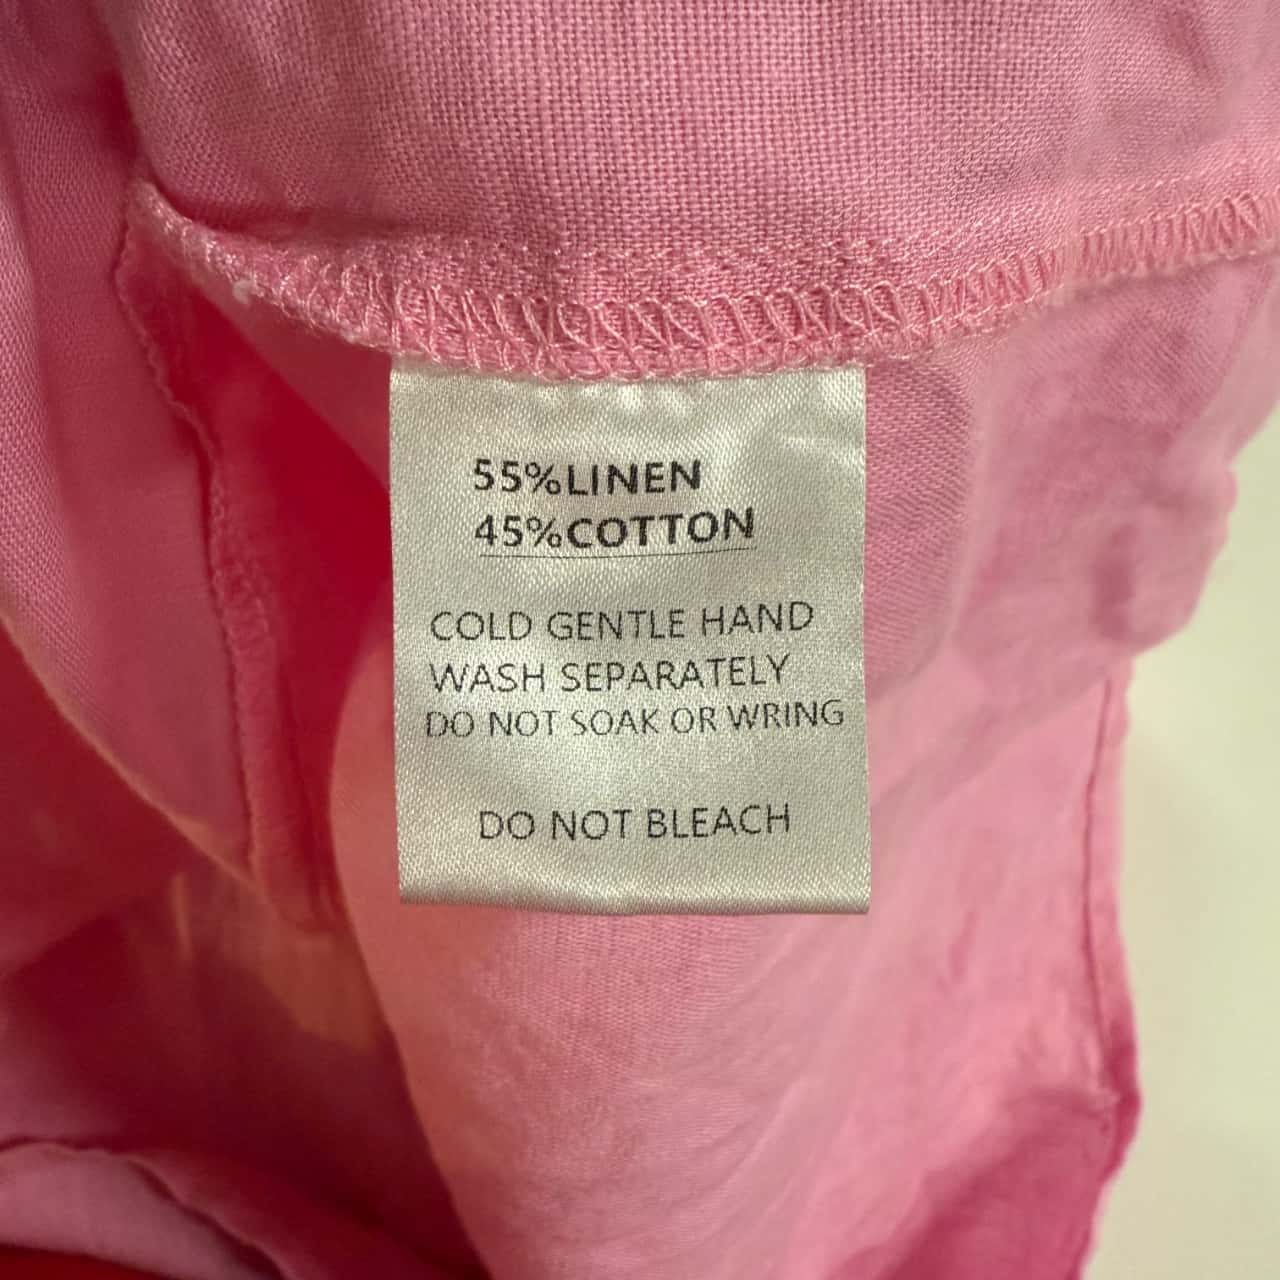 55%LINEN
45%COTTON
COLD GENTLE HAND
WASH SEPARATELY
DO NOT SOAK OR WRING
DO NOT BLEACH